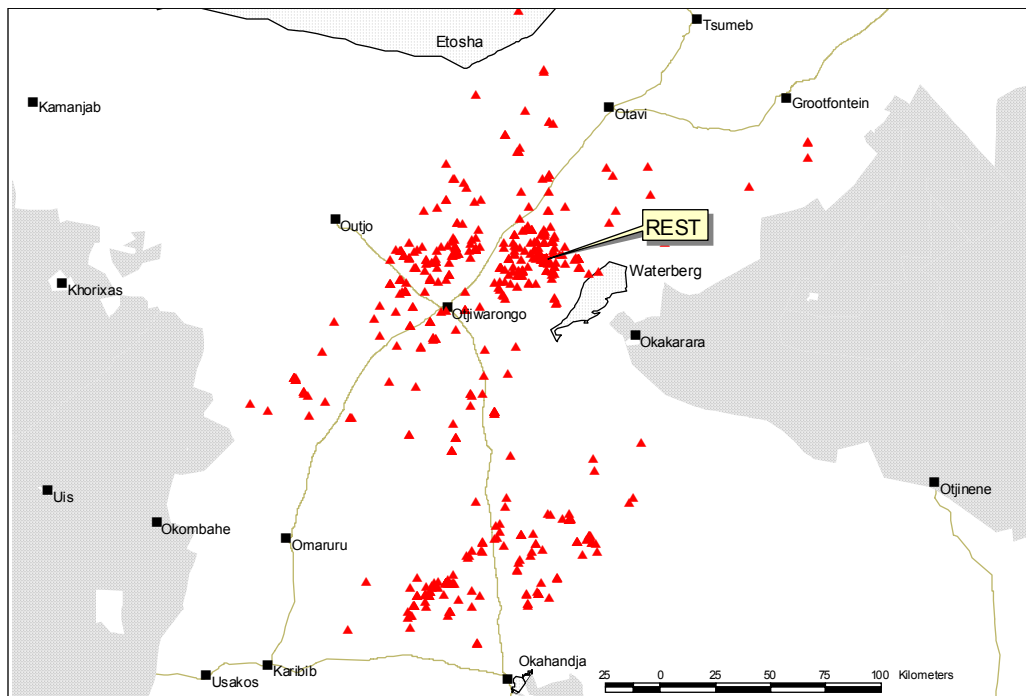 Tsumeb
Etosha
Kamanjab
Grootfontein
Otavi
Outjo
REST
Waterberg
Khorixas
Otjiwarongo
Okakarara
Uis
Otjinene
Okombahe
Omaruru
Okahandja
Karibib
Usakos
25 0 25 50 75 100 Kilometers